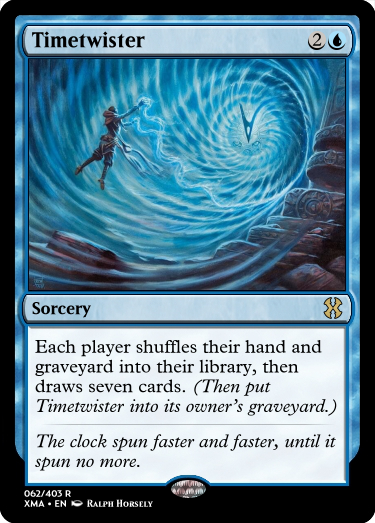 Timetwister 2
Sorcery
Each player shuffles their hand and
graveyard into their library, then
draws seven cards. (Then put
Timetwister into its owner's graveyard.)
The clock spun faster and faster, until it
spun no more.
062/403 R
XMA • EN RALPH HORSELY